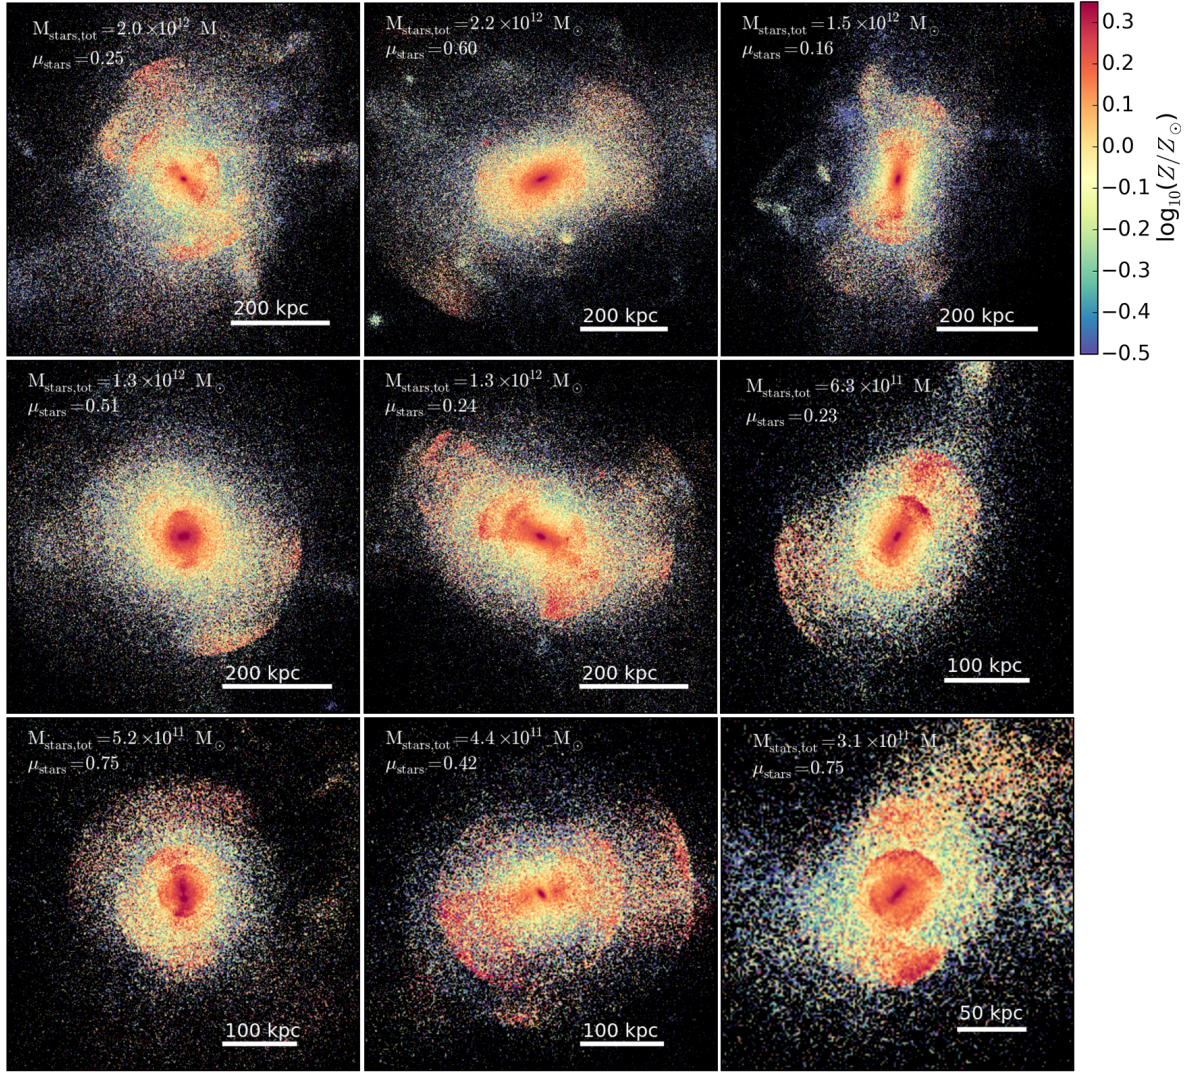 M_stars,tot=2.0×10^12 M_⊙
μ_stars=0.25
200 kpc
M_stars,tot=2.2×10^12 M_⊙
μ_stars=0.60
200 kpc
M_stars,tot=1.5×10^12 M_⊙
μ_stars=0.16
200 kpc
0.3
0.2
0.1
0.0
−0.1
−0.2
−0.3
−0.4
−0.5
log_10(Z/Z_⊙)
M_stars,tot=1.3×10^12 M_⊙
μ_stars=0.51
200 kpc
M_stars,tot=1.3×10^12 M_⊙
μ_stars=0.24
200 kpc
M_stars,tot=6.3×10^11 M_⊙
μ_stars=0.23
100 kpc
M_stars,tot=5.2×10^11 M_⊙
μ_stars=0.75
100 kpc
M_stars,tot=4.4×10^11 M_⊙
μ_stars=0.42
100 kpc
M_stars,tot=3.1×10^11 M_⊙
μ_stars=0.75
50 kpc